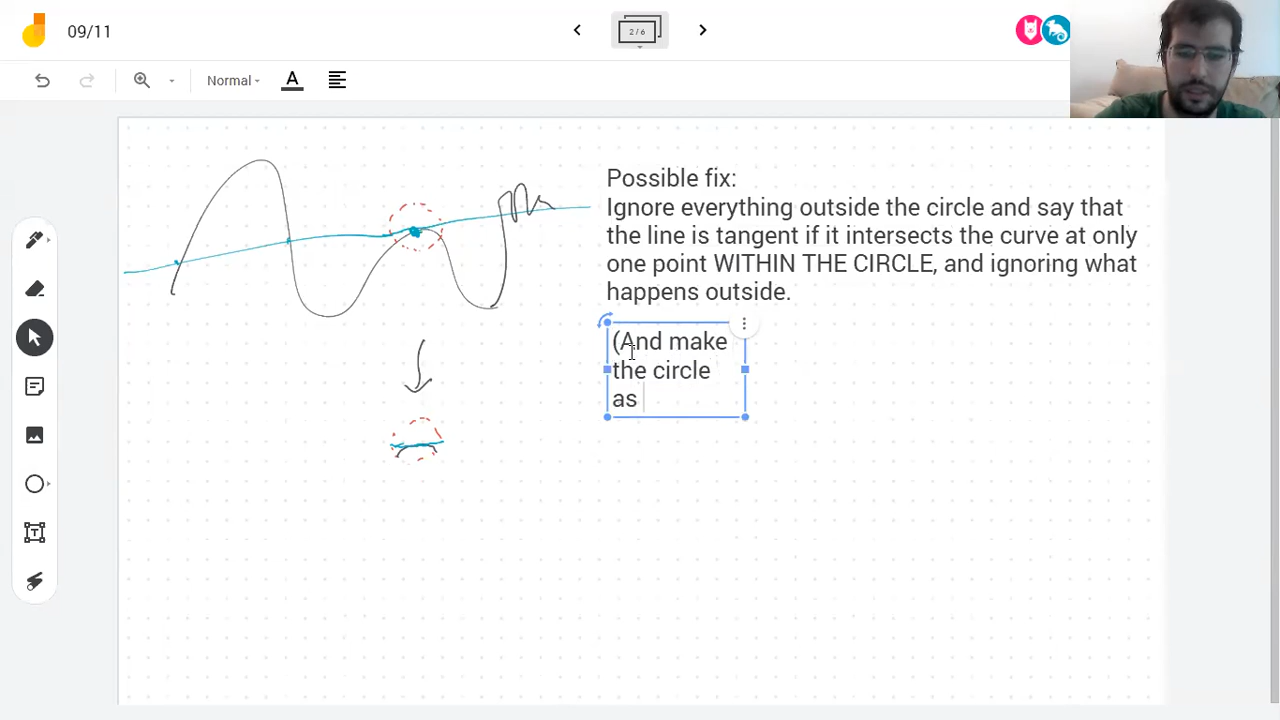 09/11
2 / 6
Normal
A
Possible fix:
Ignore everything outside the circle and say that
the line is tangent if it intersects the curve at only
one point WITHIN THE CIRCLE, and ignoring what
happens outside.
(And make
the circle
as